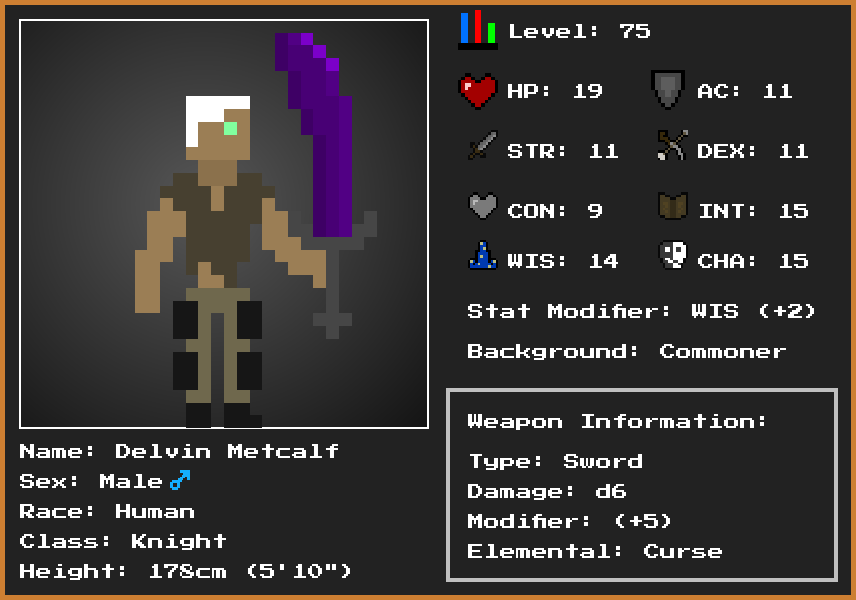 Level: 75
HP: 19
AC: 11
STR: 11
DEX: 11
CON: 9
INT: 15
WIS: 14
CHA: 15
Stat Modifier: WIS (+2)
Background: Commoner
Weapon Information:
Type: Sword
Damage: d6
Modifier: (+5)
Elemental: Curse
Name: Delvin Metcalf
Sex: Male♂
Race: Human
Class: Knight
Height: 178cm (5'10")